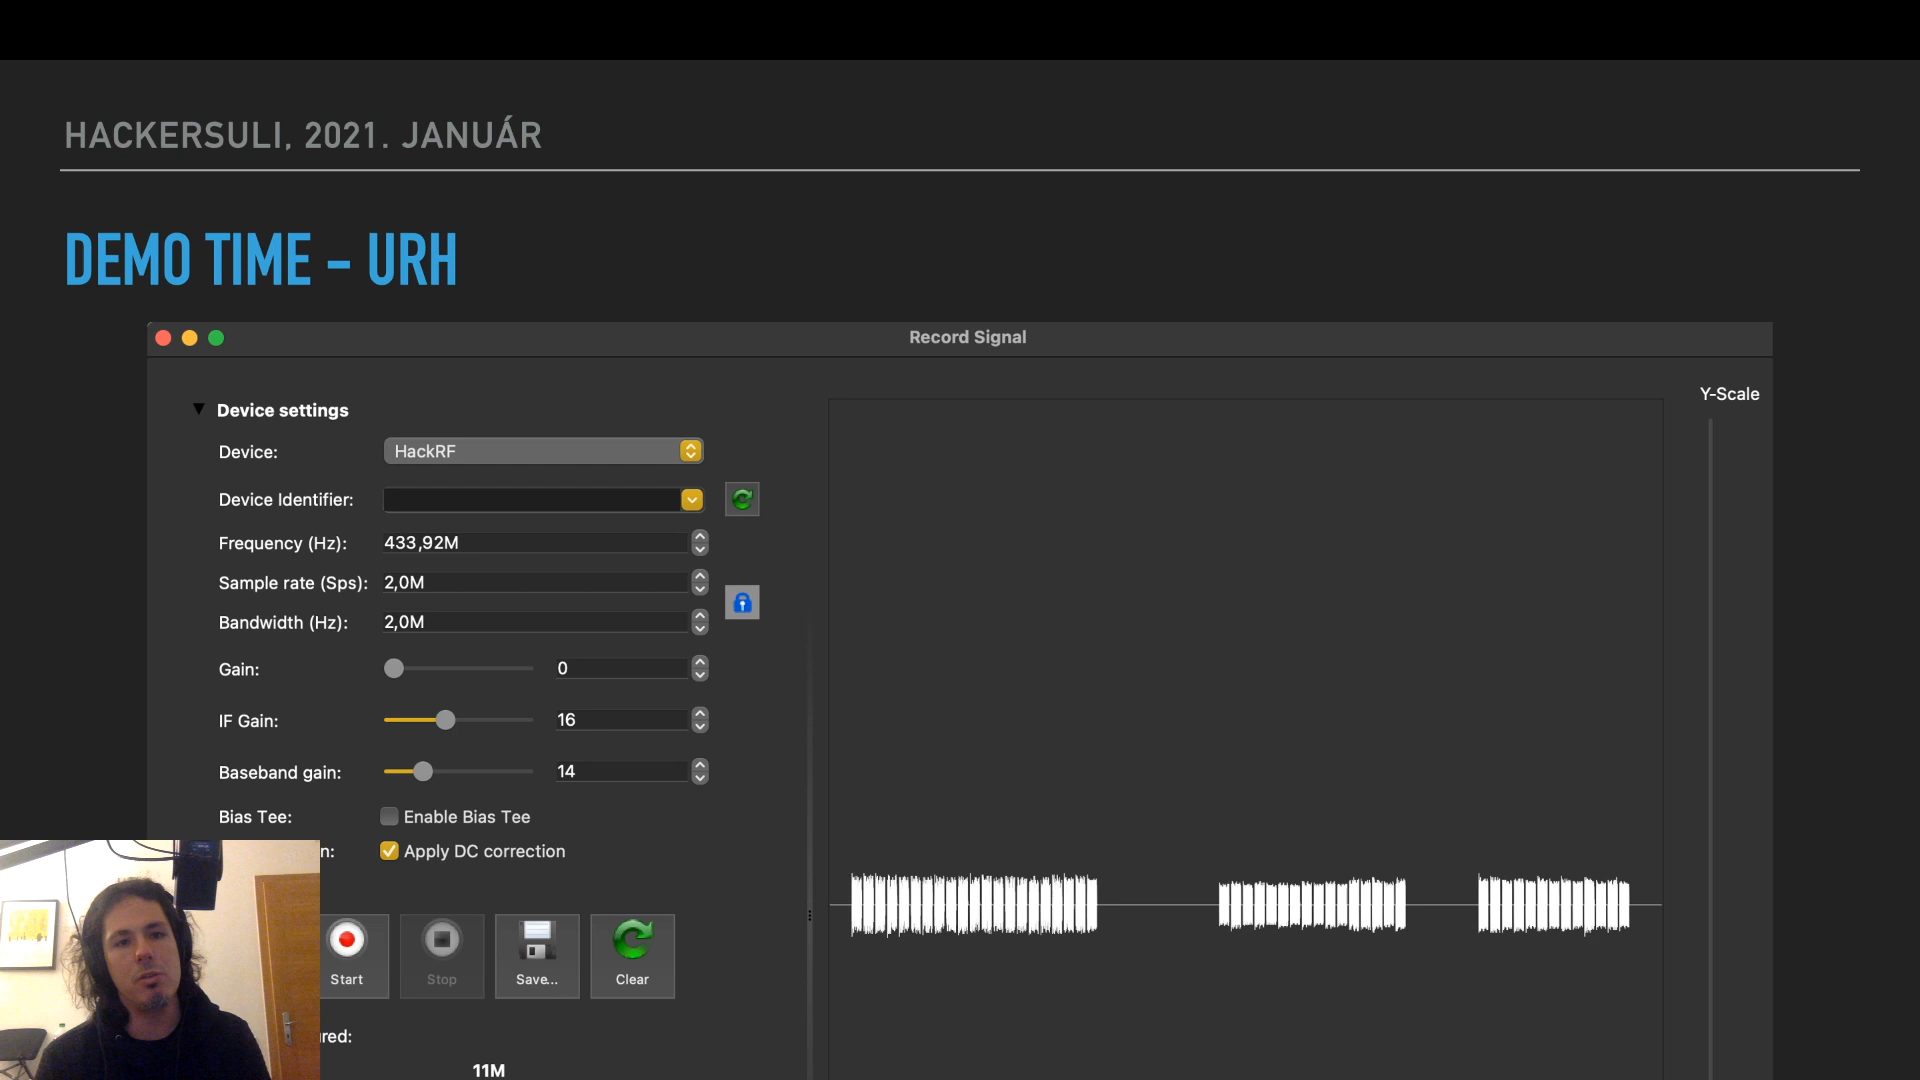 HACKERSULI, 2021. JANUÁR
DEMO TIME - URH
Record Signal
Y-Scale
Device settings
Device: HackRF
Device Identifier:
Frequency (Hz): 433,92M
Sample rate (Sps): 2,0M
Bandwidth (Hz): 2,0M
Gain: 0
IF Gain: 16
Baseband gain: 14
Bias Tee: Enable Bias Tee
n: Apply DC correction
Start Stop Save... Clear
red:
11M